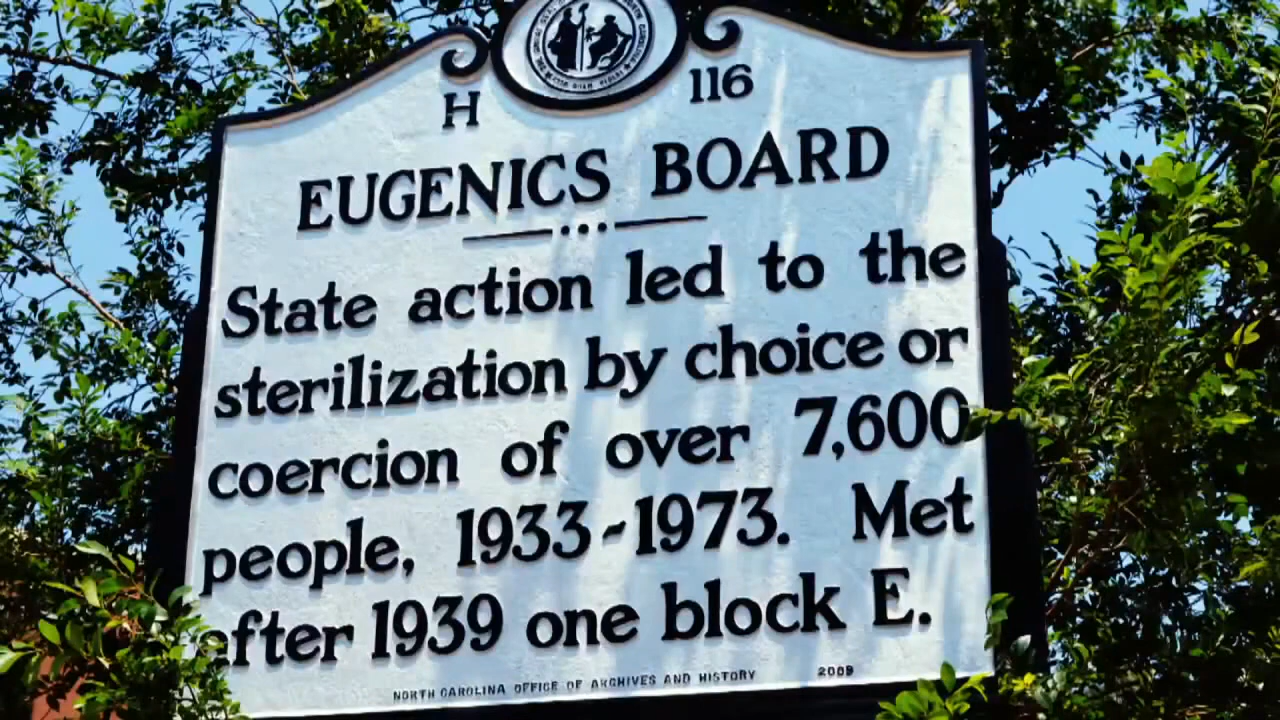 H 116
EUGENICS BOARD
State action led to the
sterilization by choice or
coercion of over 7,600
people, 1933-1973. Met
after 1939 one block E.
NORTH CAROLINA OFFICE OF ARCHIVES AND HISTORY 2009